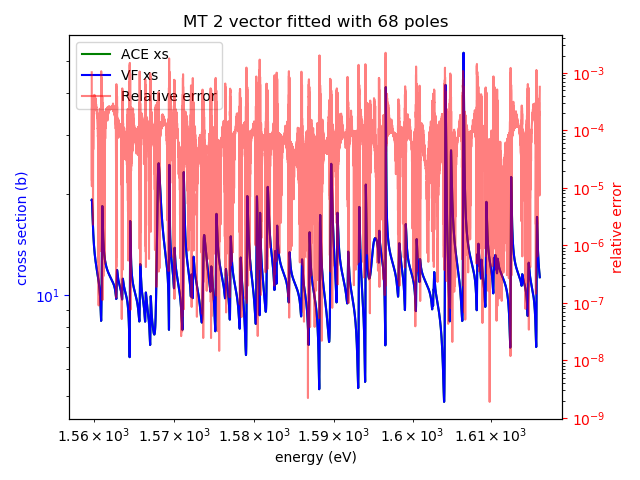 MT 2 vector fitted with 68 poles
ACE xs
VF xs
Relative error
cross section (b)
10¹
10⁻³
10⁻⁴
10⁻⁵
10⁻⁶
10⁻⁷
10⁻⁸
10⁻⁹
relative error
1.56×10³ 1.57×10³ 1.58×10³ 1.59×10³ 1.6×10³ 1.61×10³
energy (eV)